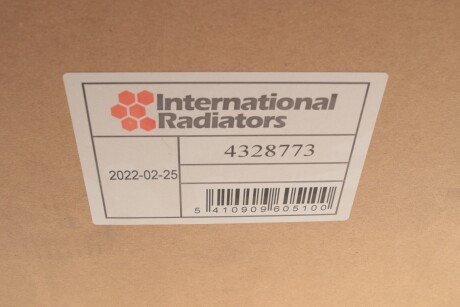 International
Radiators
4328773
2022-02-25
5 410909 605100